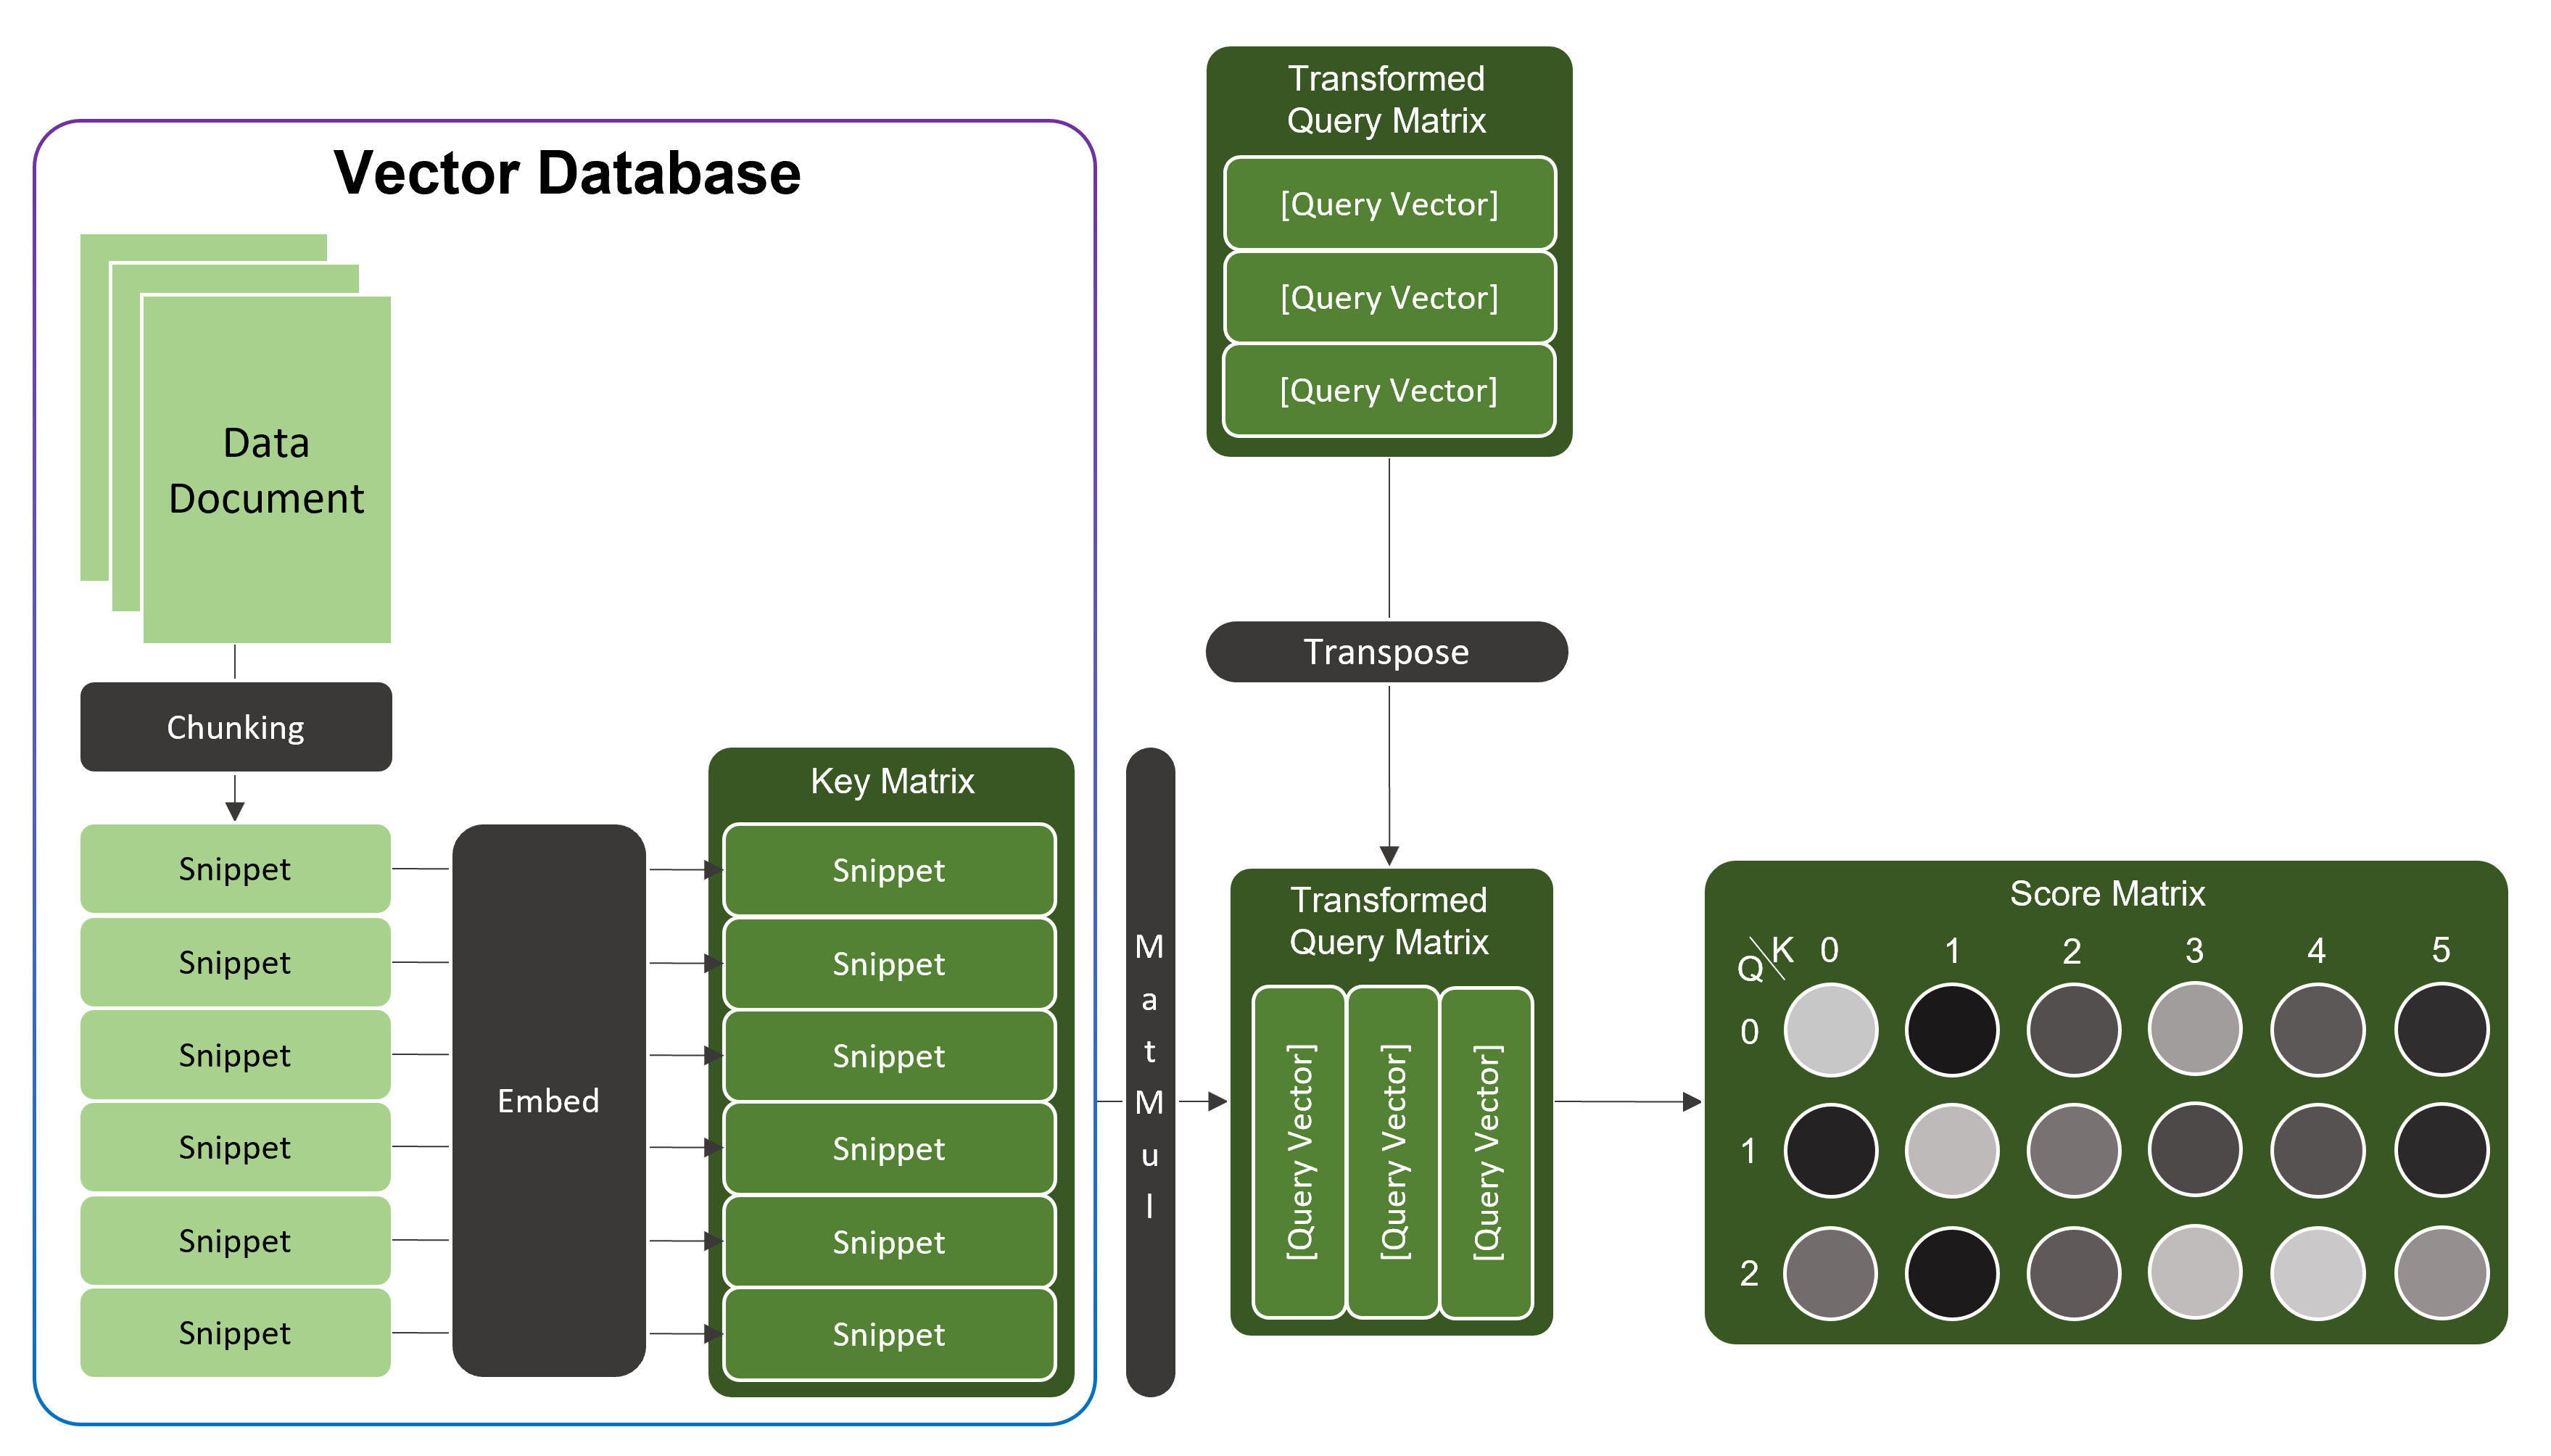 Vector Database
Data
Document
Chunking
Snippet
Snippet
Snippet
Snippet
Snippet
Snippet
Embed
Key Matrix
Snippet
Snippet
Snippet
Snippet
Snippet
Snippet
MatMul
Transformed
Query Matrix
[Query Vector]
[Query Vector]
[Query Vector]
Transpose
Transformed
Query Matrix
[Query Vector]
[Query Vector]
[Query Vector]
Score Matrix
Q\K 0 1 2 3 4 5
0
1
2